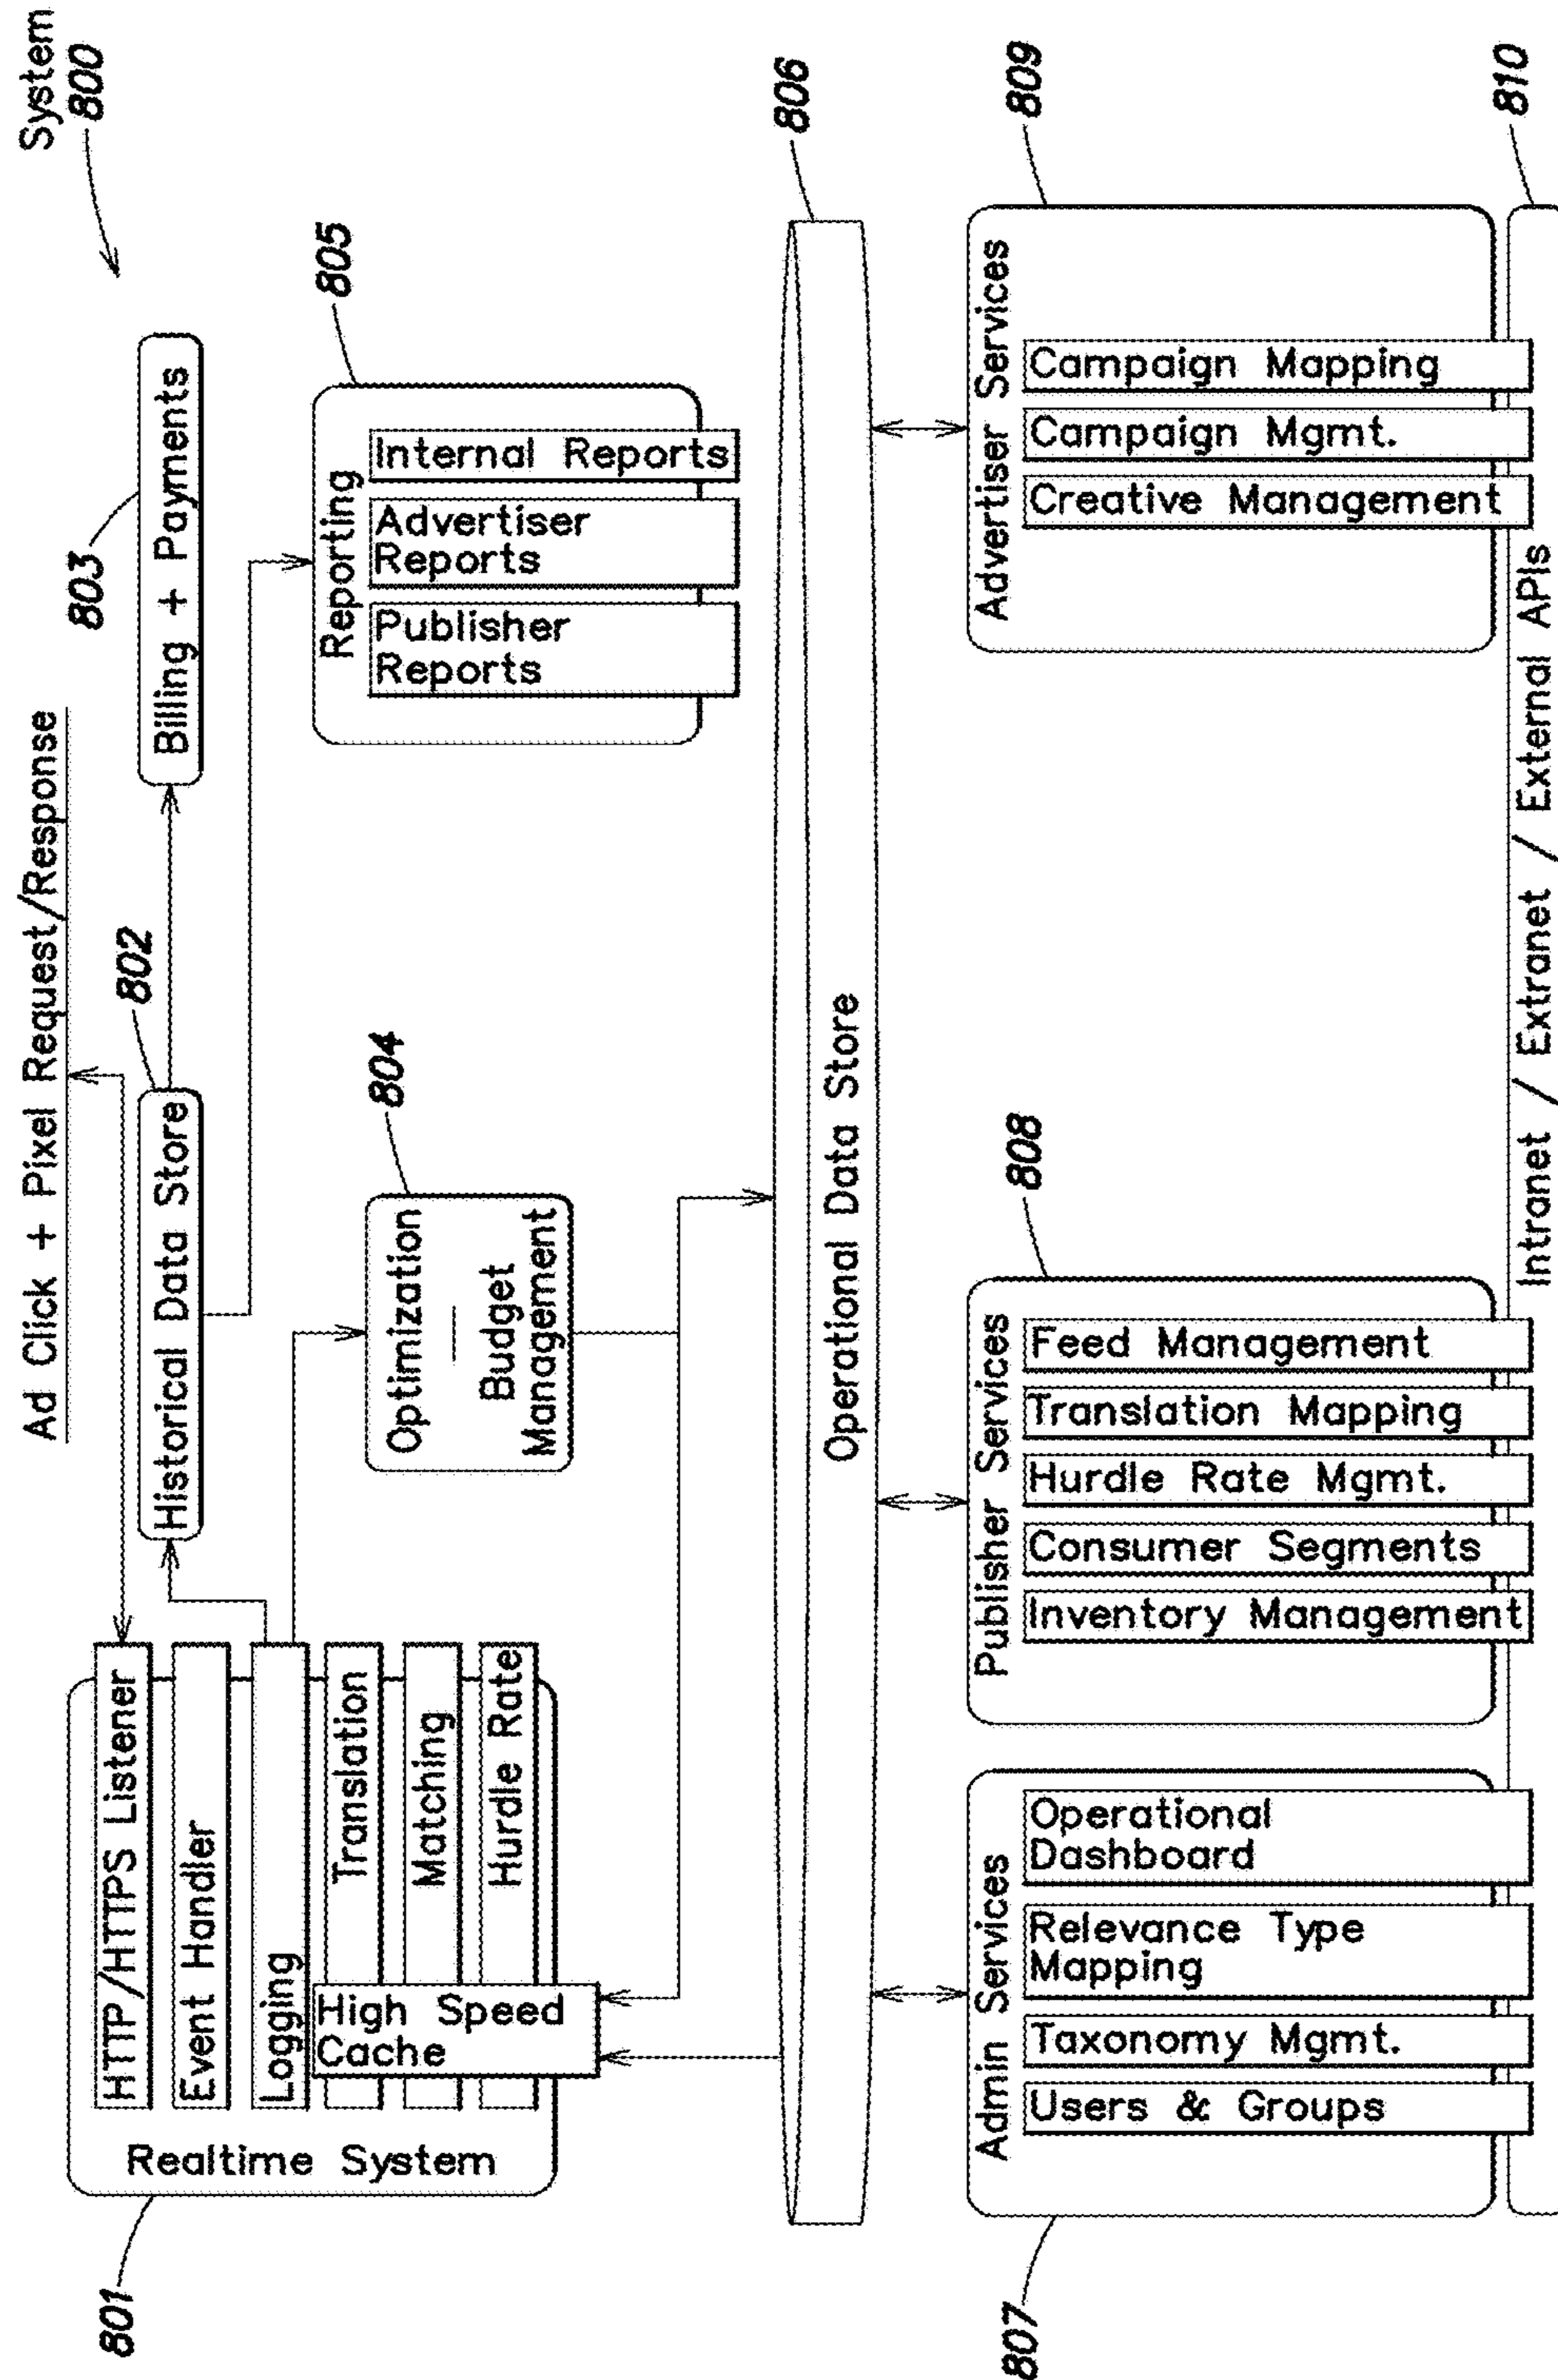 System
800
Ad Click + Pixel Request/Response
801
Realtime System
HTTP/HTTPS Listener
Event Handler
Logging
Translation
Matching
Hurdle Rate
High Speed
Cache
802
Historical Data Store
803
Billing + Payments
804
Optimization
—
Budget
Management
805
Reporting
Publisher
Reports
Advertiser
Reports
Internal Reports
806
Operational Data Store
807
Admin Services
Users & Groups
Taxonomy Mgmt.
Relevance Type
Mapping
Operational
Dashboard
808
Publisher Services
Inventory Management
Consumer Segments
Hurdle Rate Mgmt.
Translation Mapping
Feed Management
809
Advertiser Services
Creative Management
Campaign Mgmt.
Campaign Mapping
810
Intranet / Extranet / External APIs